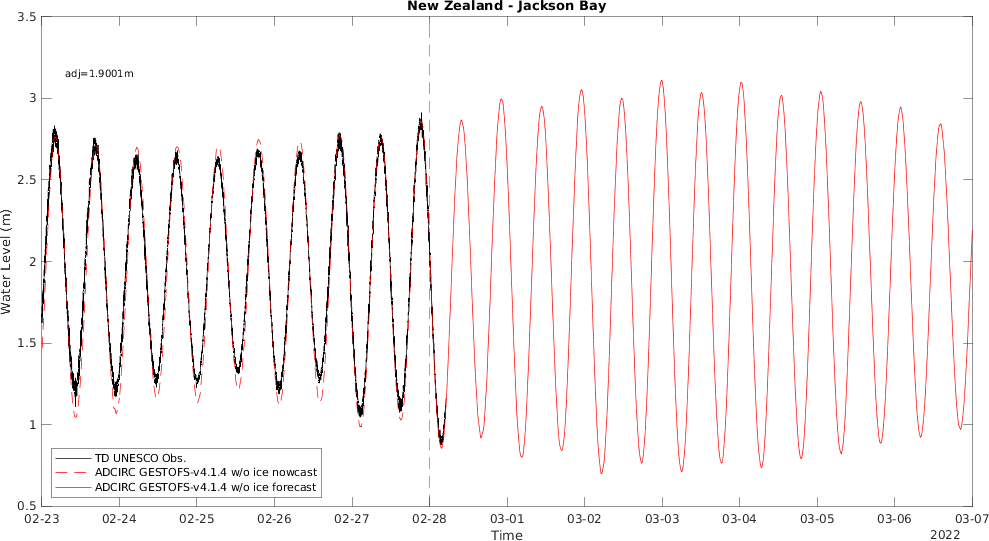 New Zealand - Jackson Bay
3.5
adj=1.9001m
3
2.5
2
1.5
1
0.5
Water Level (m)
TD UNESCO Obs.
ADCIRC GESTOFS-v4.1.4 w/o ice nowcast
ADCIRC GESTOFS-v4.1.4 w/o ice forecast
02-23 02-24 02-25 02-26 02-27 02-28 03-01 03-02 03-03 03-04 03-05 03-06 03-07
Time
2022